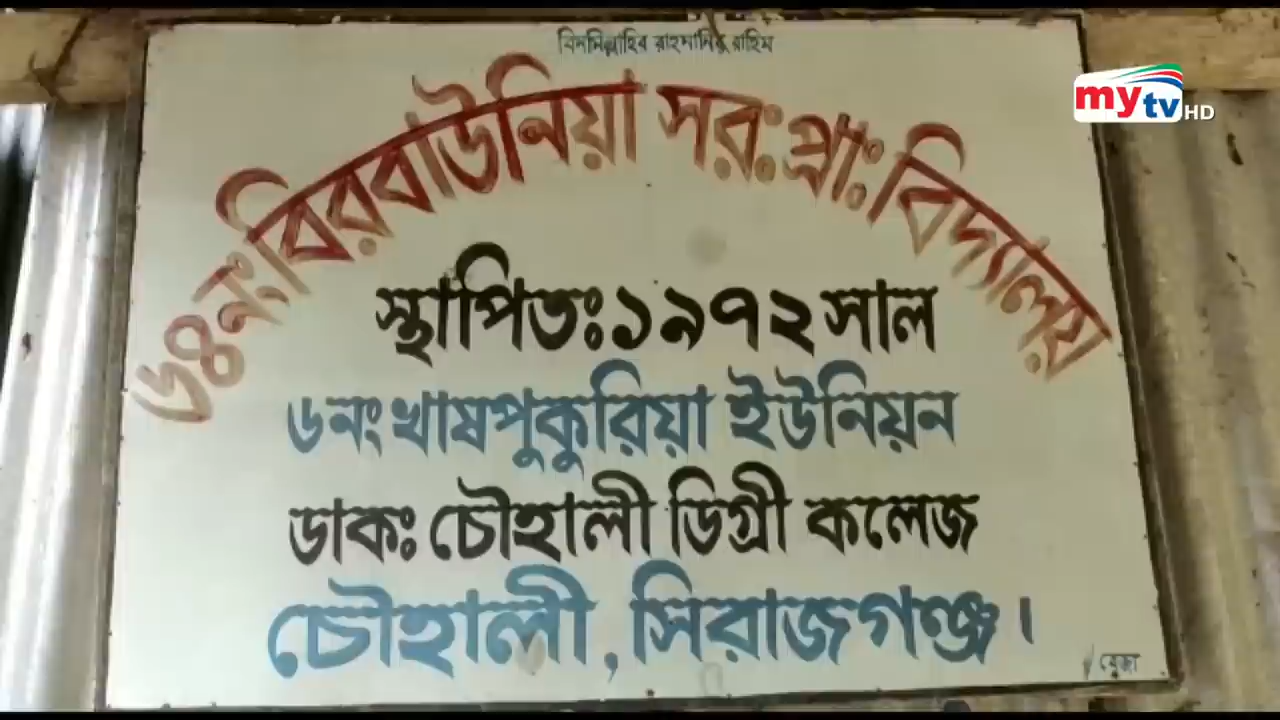 বিসমিল্লাহির রাহমানির রাহিম
৬৪নং বিরবাউনিয়া সরঃ প্রাঃ বিদ্যালয়
স্থাপিতঃ ১৯৭২ সাল
৬নং খাষপুকুরিয়া ইউনিয়ন
ডাকঃ চৌহালী ডিগ্রী কলেজ
চৌহালী, সিরাজগঞ্জ।
mytv HD